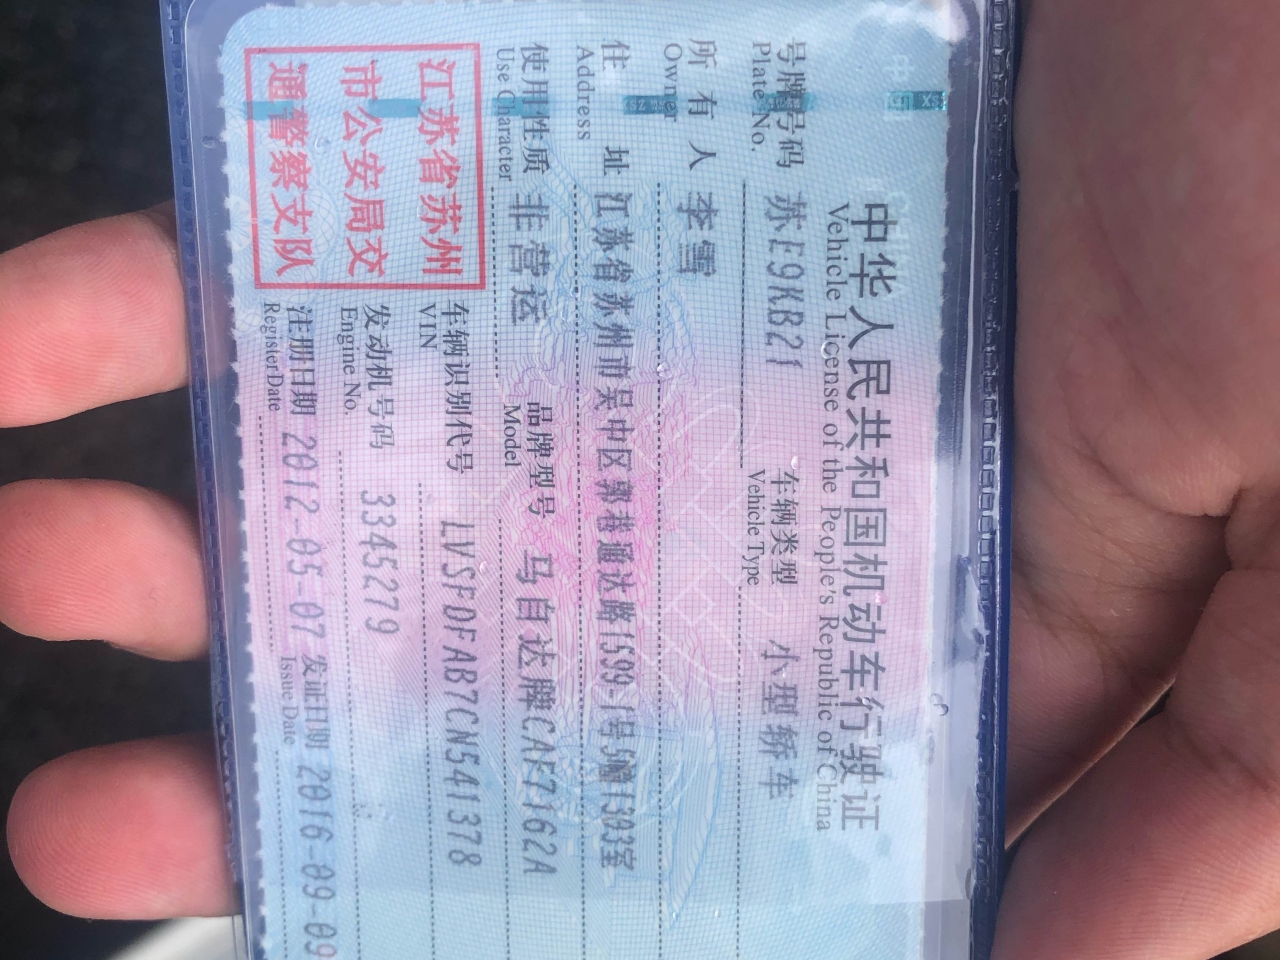 中华人民共和国机动车行驶证
Vehicle License of the People's Republic of China
号牌号码 苏E9KB21 车辆类型 小型轿车
Plate No. Vehicle Type
所有人 李雪
Owner
住址 江苏省苏州市吴中区郭巷通达路1599-1号5幢1303室
Address
使用性质 非营运 品牌型号 马自达牌CAF7162A
Use Character Model
江苏省苏州
市公安局交
通警察支队
车辆识别代号 LVSFDFAB7CN541378
VIN
发动机号码 3345279
Engine No.
注册日期 2012-05-07 发证日期 2016-09-09
Register Date Issue Date